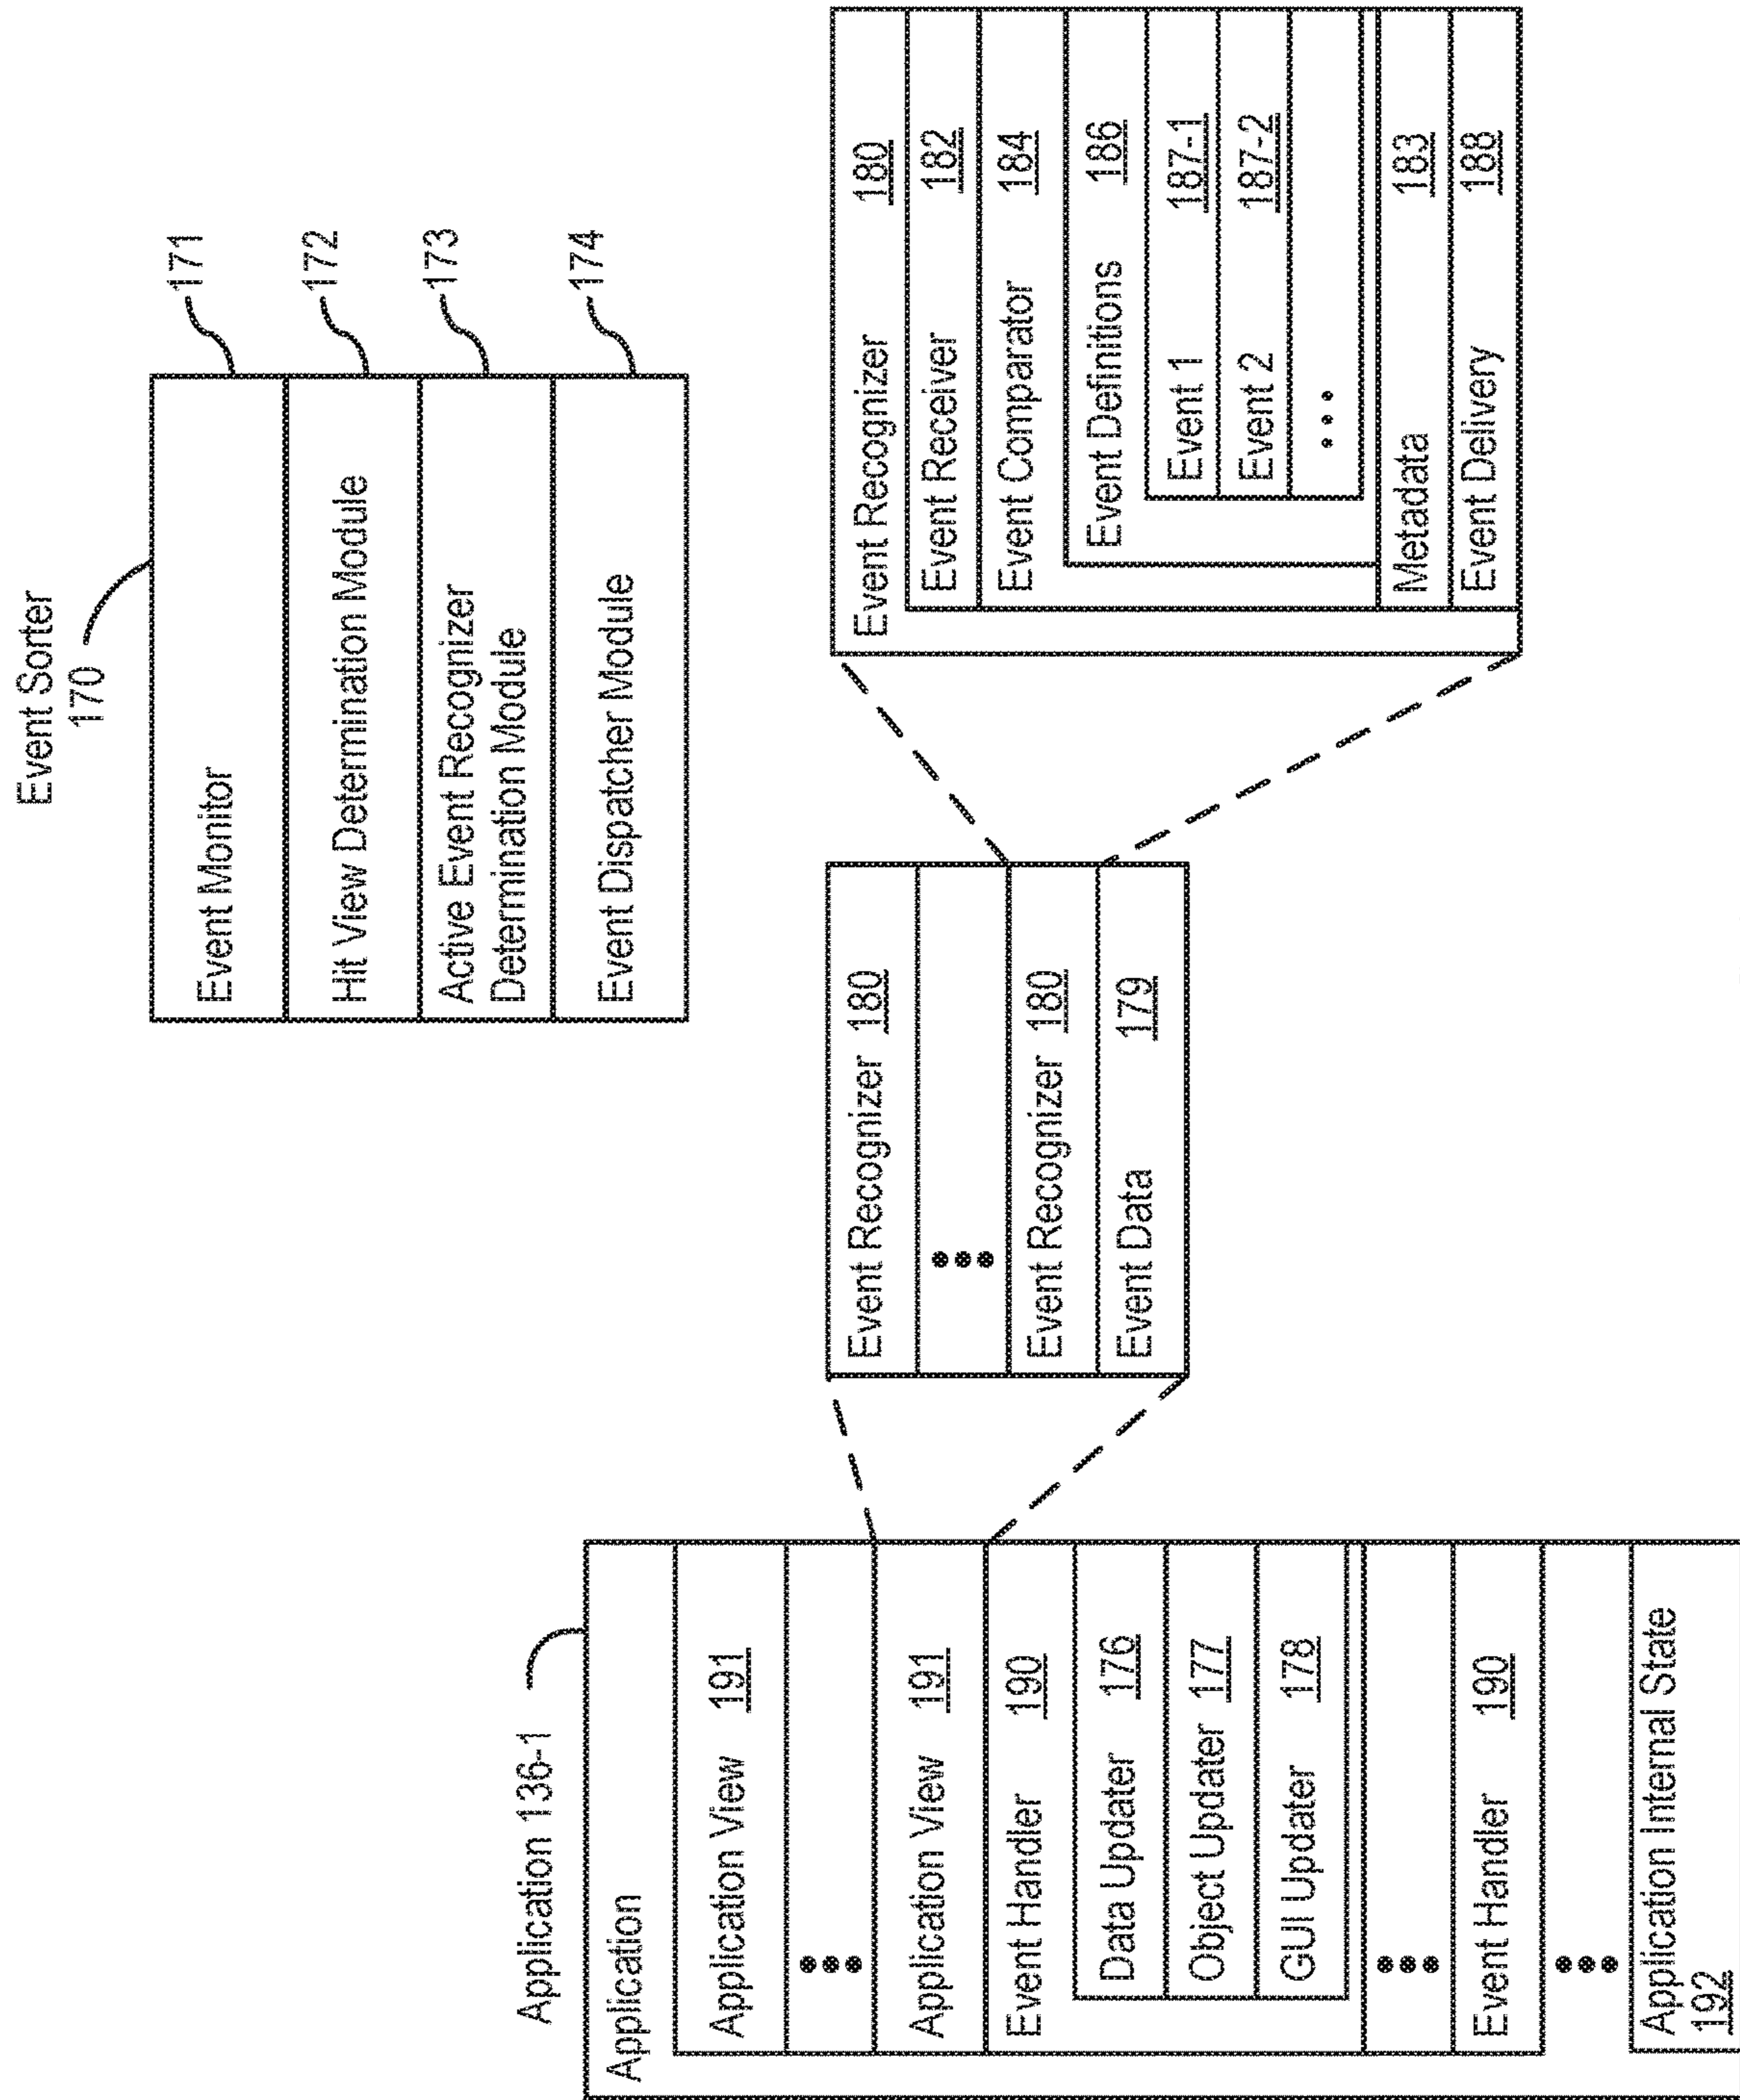 Event Sorter
170
Event Monitor
171
Hit View Determination Module
172
Active Event Recognizer
Determination Module
173
Event Dispatcher Module
174
Application 136-1
Application
Application View 191
•••
Application View 191
Event Handler 190
Data Updater 176
Object Updater 177
GUI Updater 178
•••
Event Handler 190
•••
Application Internal State
192
Event Recognizer 180
•••
Event Recognizer 180
Event Data 179
Event Recognizer 180
Event Receiver 182
Event Comparator 184
Event Definitions 186
Event 1 187-1
Event 2 187-2
•••
Metadata 183
Event Delivery 188